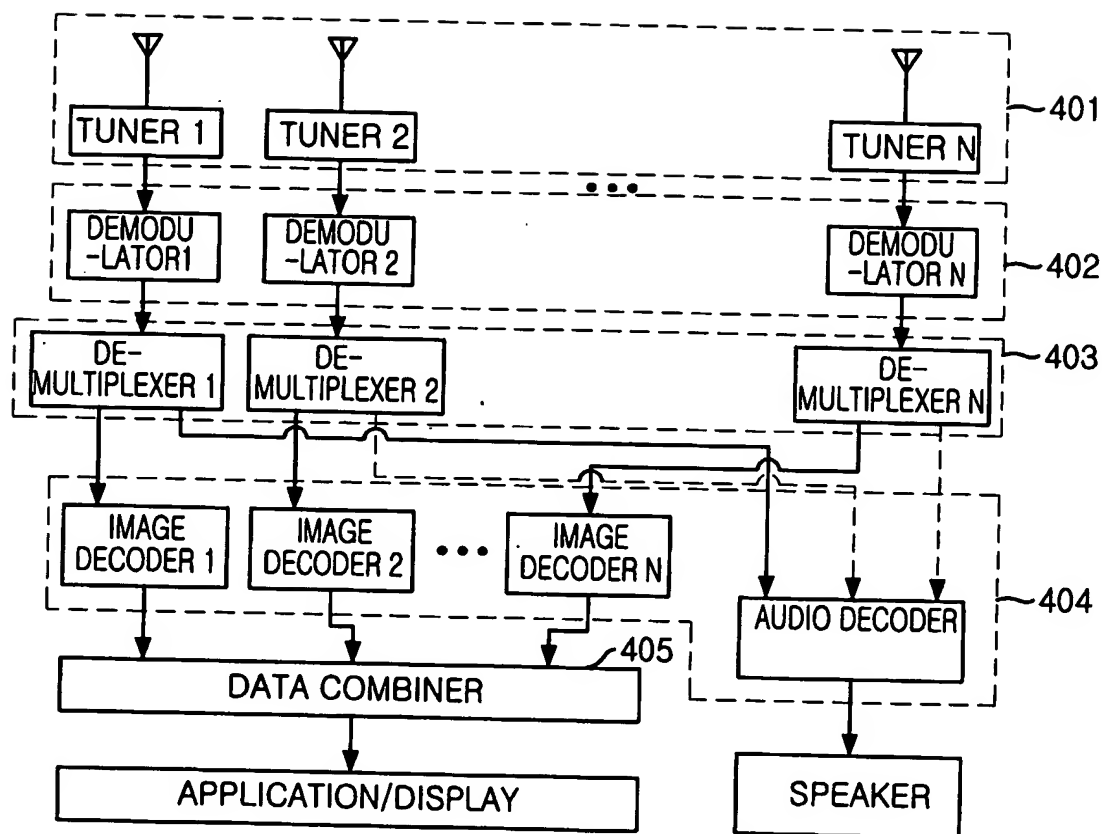 TUNER 1
TUNER 2
TUNER N
401
DEMODU
-LATOR1
DEMODU
-LATOR 2
DEMODU
-LATOR N
402
DE-
MULTIPLEXER 1
DE-
MULTIPLEXER 2
DE-
MULTIPLEXER N
403
IMAGE
DECODER 1
IMAGE
DECODER 2
IMAGE
DECODER N
AUDIO DECODER
404
405
DATA COMBINER
APPLICATION/DISPLAY
SPEAKER